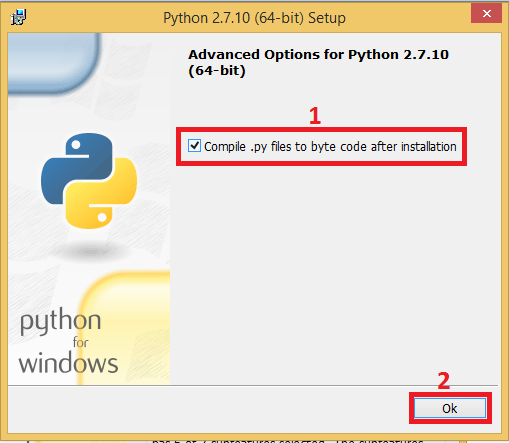 Python 2.7.10 (64-bit) Setup
Advanced Options for Python 2.7.10
(64-bit)
1
Compile .py files to byte code after installation
python
for
windows
2
Ok